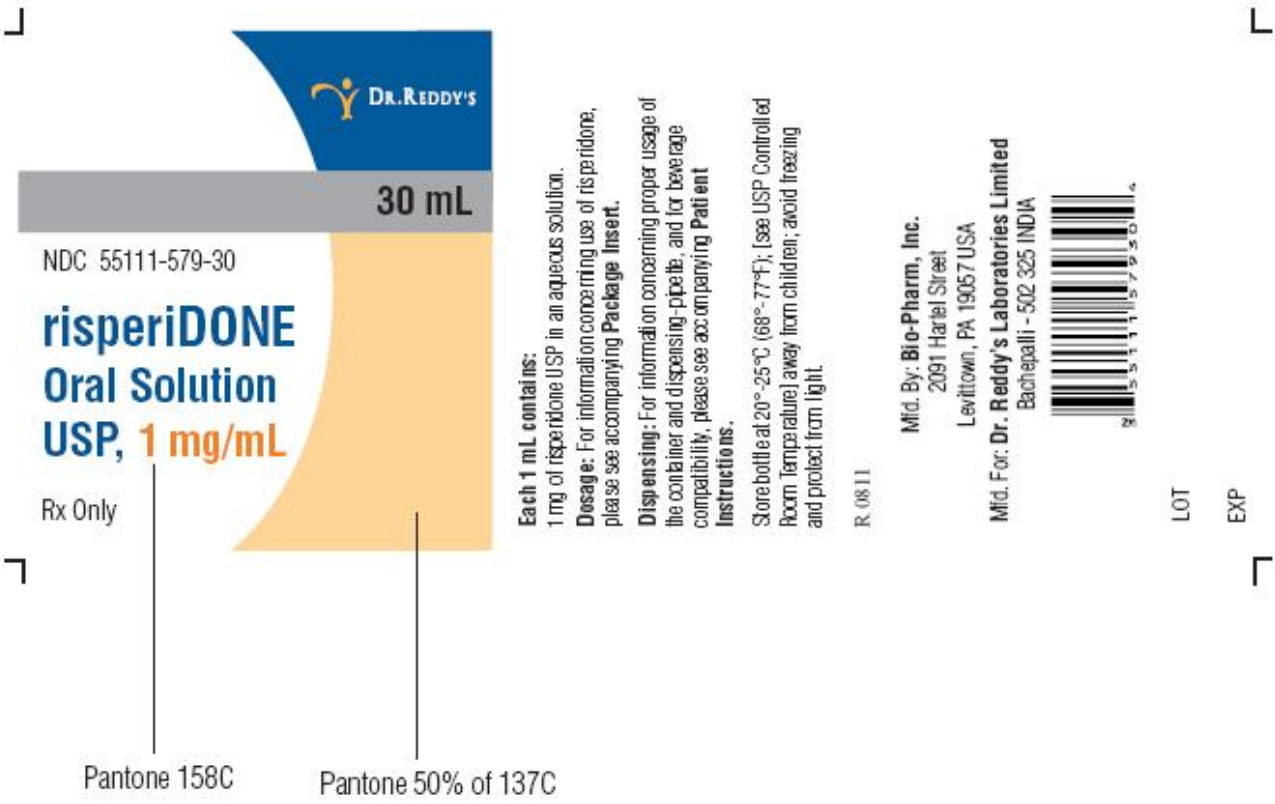 DR.REDDY'S
30 mL
NDC 55111-579-30
risperiDONE
Oral Solution
USP, 1 mg/mL
Rx Only
Each 1 mL contains:
1 mg of risperidone USP in an aqueous solution.
Dosage: For information concerning use of risperidone,
please see accompanying Package Insert.
Dispensing: For information concerning proper usage of
the container and dispensing-pipette, and for beverage
compatibility, please see accompanying Patient
Instructions.
Store bottle at 20°-25°C (68°-77°F); [see USP Controlled
Room Temperature] away from children; avoid freezing
and protect from light.
R 0811
Mfd. By: Bio-Pharm, Inc.
2091 Hartel Street
Levittown, PA 19057 USA
Mfd. For: Dr. Reddy's Laboratories Limited
Bachepalli - 502 325 INDIA
55111 57930 4
LOT
EXP
Pantone 158C
Pantone 50% of 137C